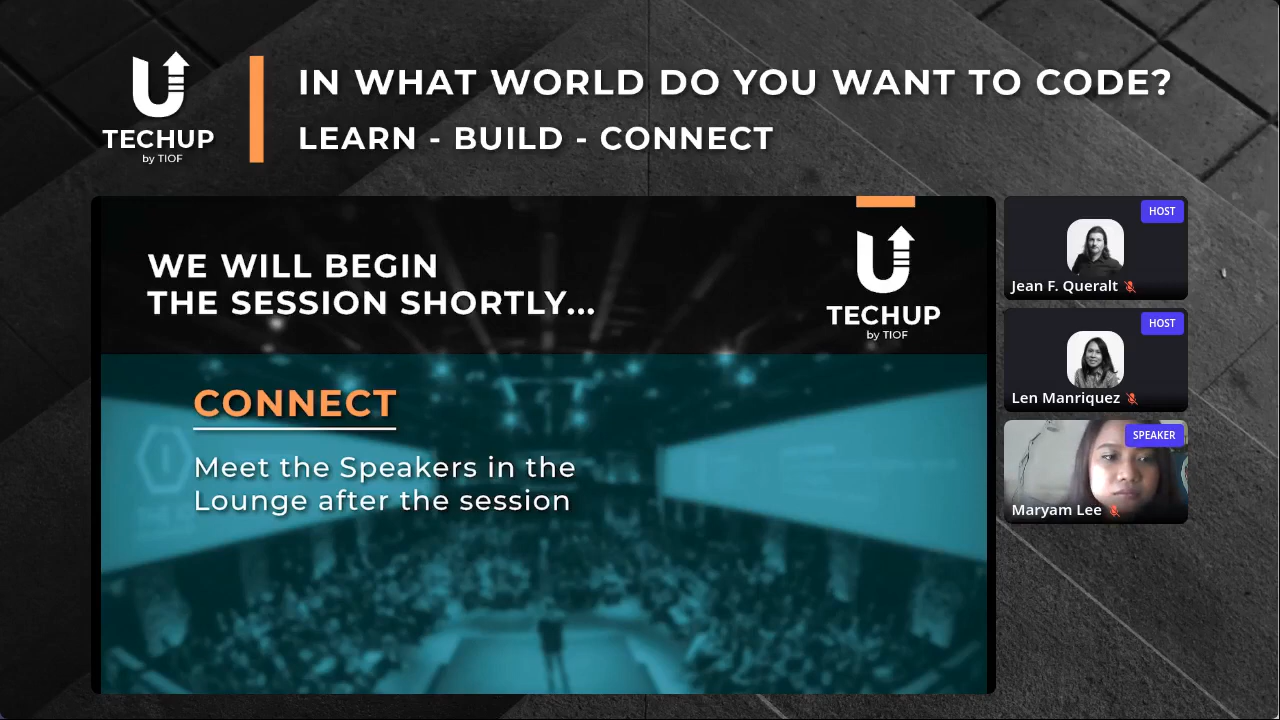 TECHUP
by TIOF
IN WHAT WORLD DO YOU WANT TO CODE?
LEARN - BUILD - CONNECT
WE WILL BEGIN
THE SESSION SHORTLY...
TECHUP
by TIOF
CONNECT
Meet the Speakers in the
Lounge after the session
HOST
Jean F. Queralt
HOST
Len Manriquez
SPEAKER
Maryam Lee